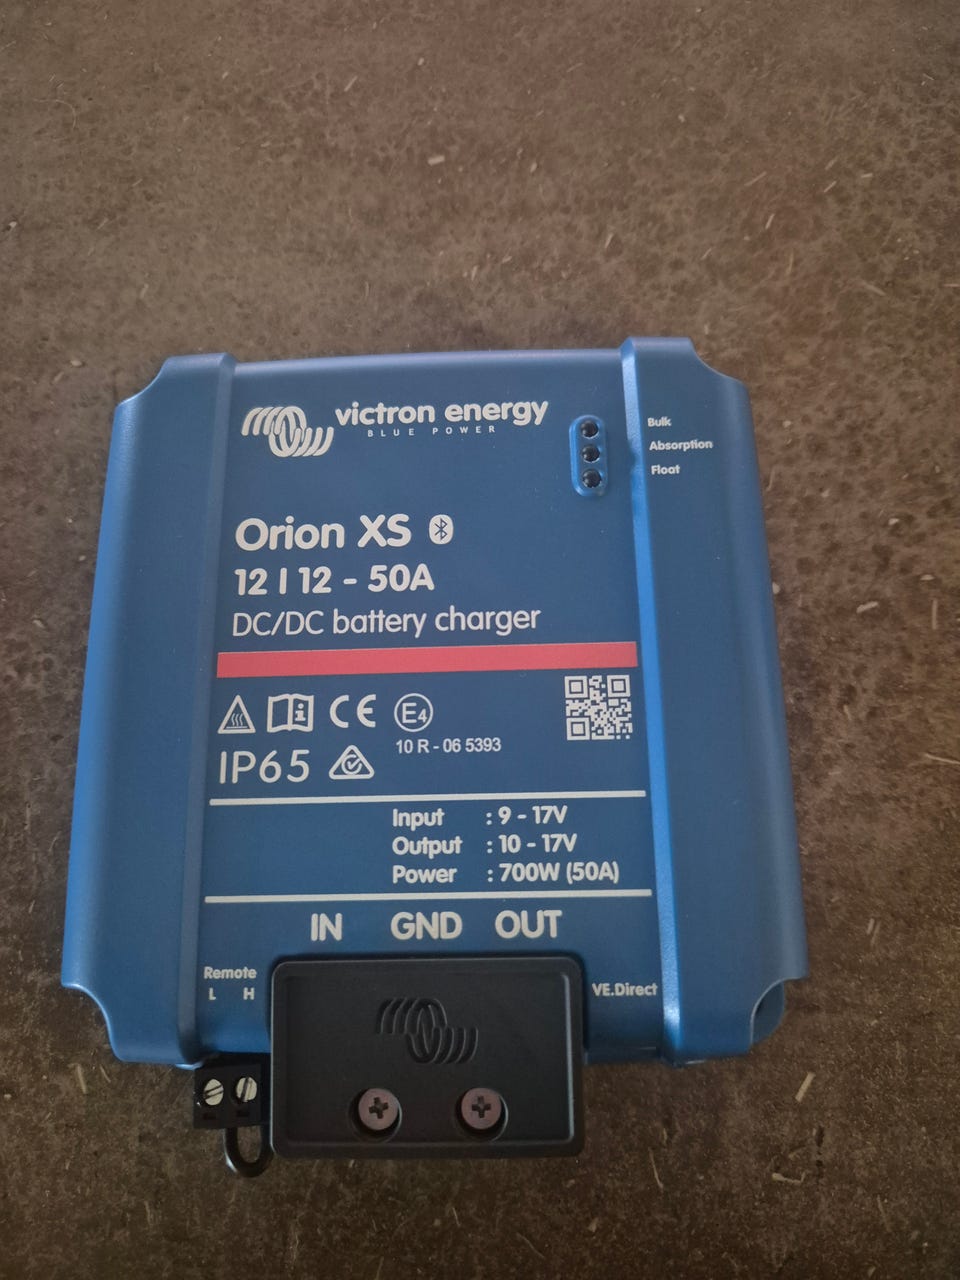 victron energy
BLUE POWER
Bulk
Absorption
Float
Orion XS
12 | 12 - 50A
DC/DC battery charger
CE E4
10 R - 06 5393
IP65
Input : 9 - 17V
Output : 10 - 17V
Power : 700W (50A)
IN GND OUT
Remote
L H
VE.Direct